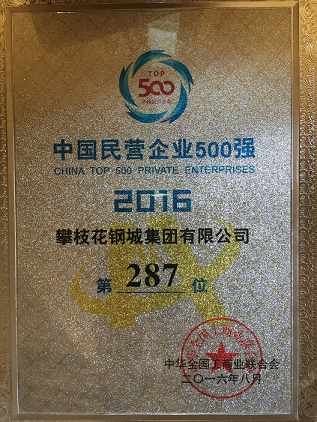 TOP
500
中国民营企业500强
CHINA TOP 500 PRIVATE ENTERPRISES
2016
攀枝花钢城集团有限公司
第 287 位
中华全国工商业联合会
二〇一六年八月